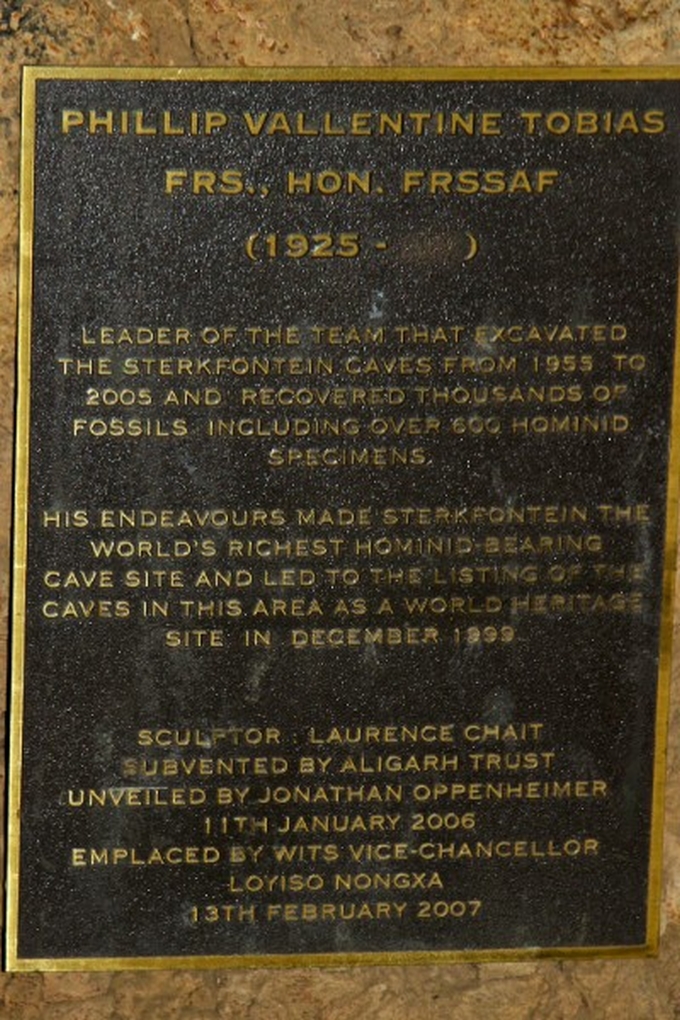 PHILLIP VALLENTINE TOBIAS
FRS., HON. FRSSAF
(1925 - )
LEADER OF THE TEAM THAT EXCAVATED
THE STERKFONTEIN CAVES FROM 1955 TO
2005 AND RECOVERED THOUSANDS OF
FOSSILS INCLUDING OVER 600 HOMINID
SPECIMENS
HIS ENDEAVOURS MADE STERKFONTEIN THE
WORLD'S RICHEST HOMINID-BEARING
CAVE SITE AND LED TO THE LISTING OF THE
CAVES IN THIS AREA AS A WORLD HERITAGE
SITE IN DECEMBER 1999
SCULPTOR : LAURENCE CHAIT
SUBVENTED BY ALIGARH TRUST
UNVEILED BY JONATHAN OPPENHEIMER
11TH JANUARY 2006
EMPLACED BY WITS VICE-CHANCELLOR
LOYISO NONGXA
13TH FEBRUARY 2007